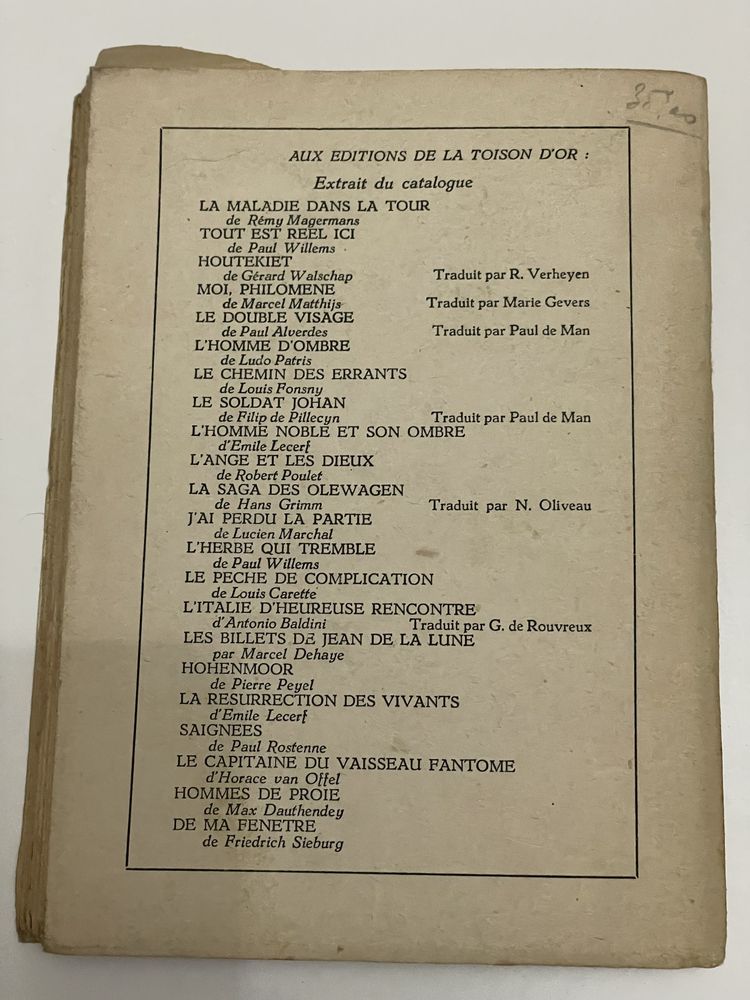 35,00
AUX EDITIONS DE LA TOISON D'OR :
Extrait du catalogue
LA MALADIE DANS LA TOUR
de Rémy Magermans
TOUT EST REEL ICI
de Paul Willems
HOUTEKIET
de Gérard Walschap Traduit par R. Verheyen
MOI, PHILOMENE
de Marcel Matthijs Traduit par Marie Gevers
LE DOUBLE VISAGE
de Paul Alverdes Traduit par Paul de Man
L'HOMME D'OMBRE
de Ludo Patris
LE CHEMIN DES ERRANTS
de Louis Fonsny
LE SOLDAT JOHAN
de Filip de Pillecyn Traduit par Paul de Man
L'HOMME NOBLE ET SON OMBRE
d'Emile Lecerf
L'ANGE ET LES DIEUX
de Robert Poulet
LA SAGA DES OLEWAGEN
de Hans Grimm Traduit par N. Oliveau
J'AI PERDU LA PARTIE
de Lucien Marchal
L'HERBE QUI TREMBLE
de Paul Willems
LE PECHE DE COMPLICATION
de Louis Carette
L'ITALIE D'HEUREUSE RENCONTRE
d'Antonio Baldini Traduit par G. de Rouvreux
LES BILLETS DE JEAN DE LA LUNE
par Marcel Dehaye
HOHENMOOR
de Pierre Peyel
LA RESURRECTION DES VIVANTS
d'Emile Lecerf
SAIGNEES
de Paul Rostenne
LE CAPITAINE DU VAISSEAU FANTOME
d'Horace van Offel
HOMMES DE PROIE
de Max Dauthendey
DE MA FENETRE
de Friedrich Sieburg